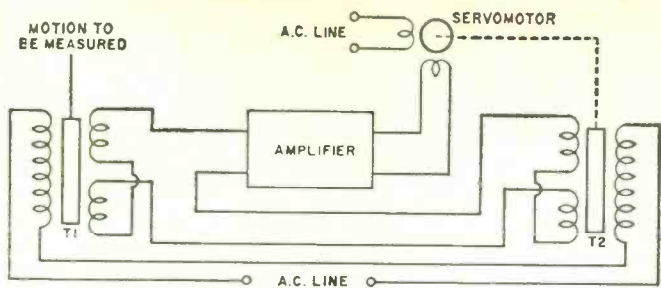 MOTION TO
BE MEASURED
A.C. LINE
SERVOMOTOR
AMPLIFIER
T1
T2
A.C. LINE